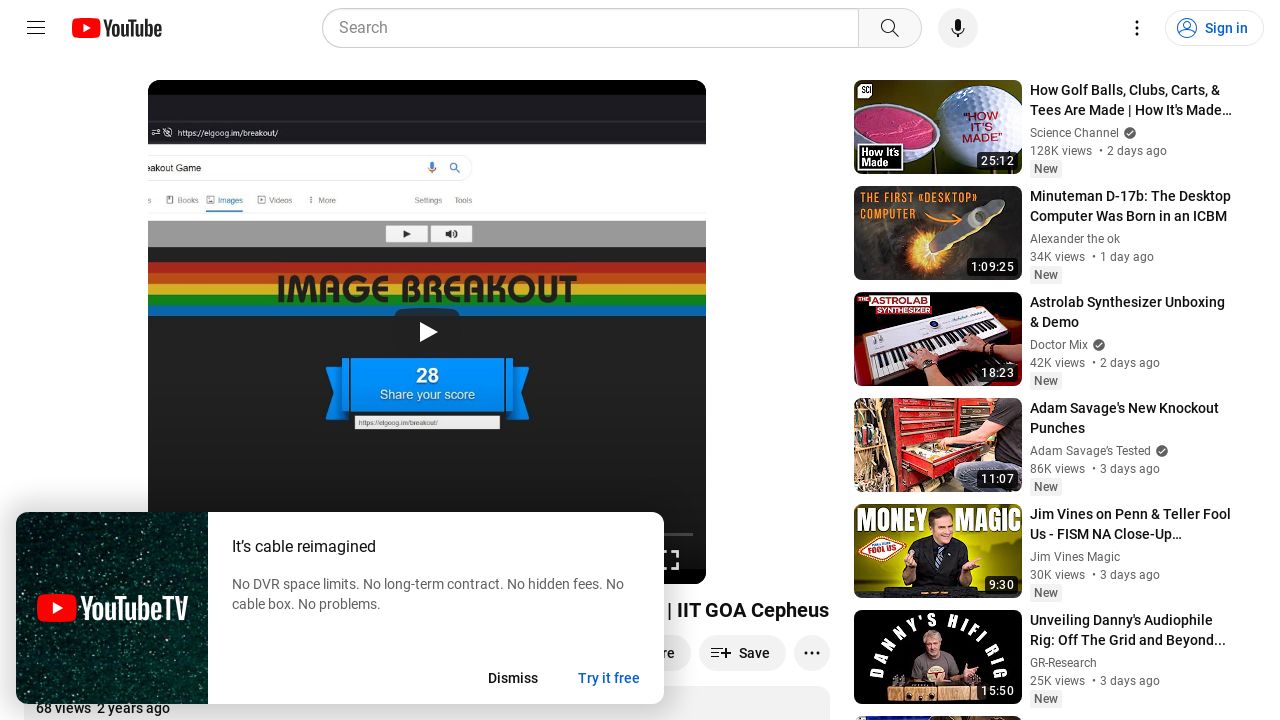 YouTube
Search
Sign in
https://elgoog.im/breakout/
eakout Game
Books
Images
Videos
More
Settings
Tools
IMAGE BREAKOUT
28
Share your score
https://elgoog.im/breakout/
| IIT GOA Cepheus
re
Save
68 views 2 years ago
YouTubeTV
It's cable reimagined
No DVR space limits. No long-term contract. No hidden fees. No
cable box. No problems.
Dismiss
Try it free
SCI
"HOW
IT'S
MADE"
How It's
Made
25:12
How Golf Balls, Clubs, Carts, &
Tees Are Made | How It's Made…
Science Channel
128K views • 2 days ago
New
THE FIRST «DESKTOP»
COMPUTER
1:09:25
Minuteman D-17b: The Desktop
Computer Was Born in an ICBM
Alexander the ok
34K views • 1 day ago
New
THE ASTROLAB
SYNTHESIZER
18:23
Astrolab Synthesizer Unboxing
& Demo
Doctor Mix
42K views • 2 days ago
New
11:07
Adam Savage's New Knockout
Punches
Adam Savage's Tested
86K views • 3 days ago
New
MONEY MAGIC
PENN & TELLER
FOOL US
9:30
Jim Vines on Penn & Teller Fool
Us - FISM NA Close-Up…
Jim Vines Magic
30K views • 3 days ago
New
DANNY'S HIFI RIG
15:50
Unveiling Danny's Audiophile
Rig: Off The Grid and Beyond...
GR-Research
25K views • 3 days ago
New